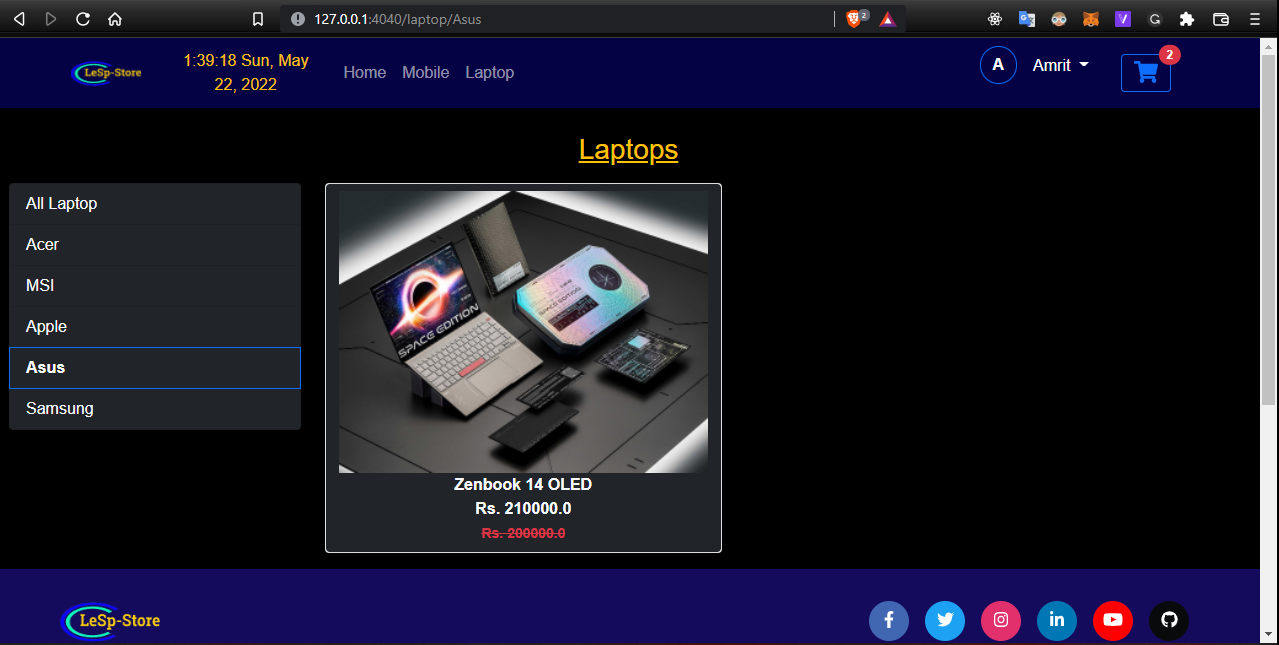 127.0.0.1:4040/laptop/Asus
2
LeSp-Store
1:39:18 Sun, May
22, 2022
Home
Mobile
Laptop
A
Amrit
2
Laptops
All Laptop
Acer
MSI
Apple
Asus
Samsung
SPACE EDITION
SPACE EDITION
Zenbook 14 OLED
Rs. 210000.0
Rs. 200000.0
LeSp-Store